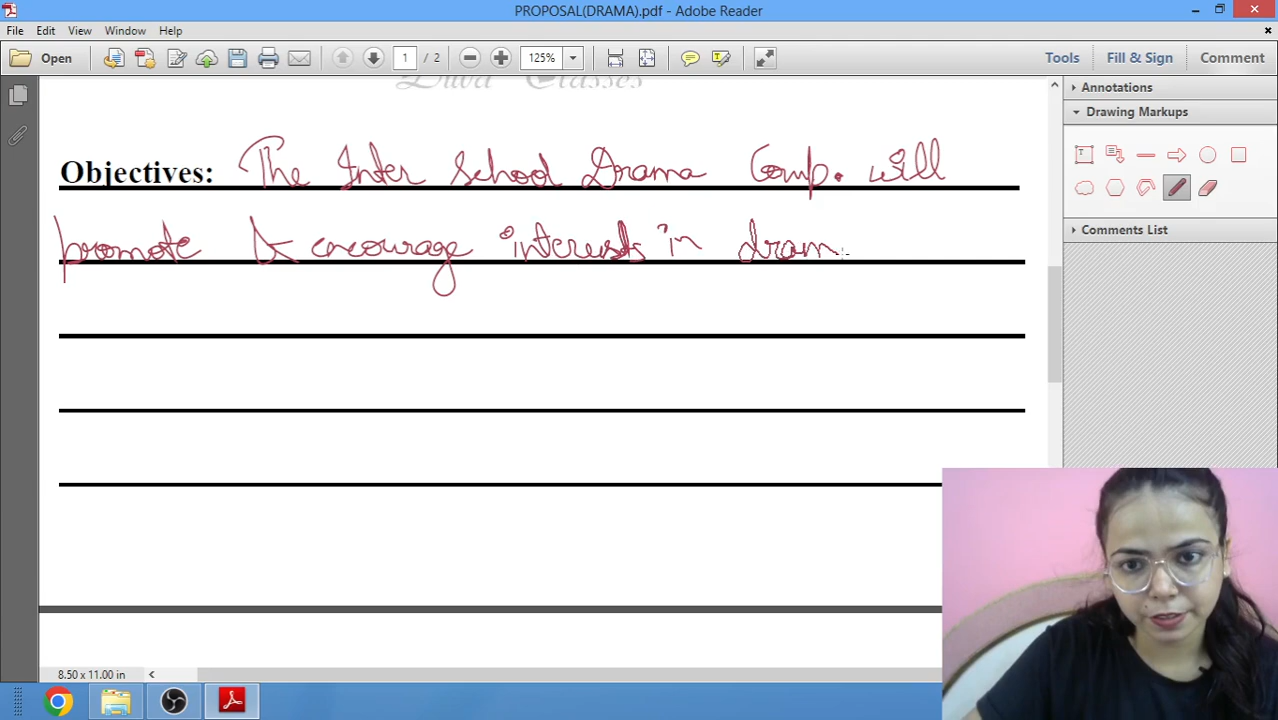 PROPOSAL(DRAMA).pdf - Adobe Reader
File Edit View Window Help
Open 1 / 2 125% Tools Fill & Sign Comment
Classes
Annotations
Drawing Markups
Objectives: The Inter School Drama Comp. will
promote & encourage interests in dram
Comments List
8.50 x 11.00 in